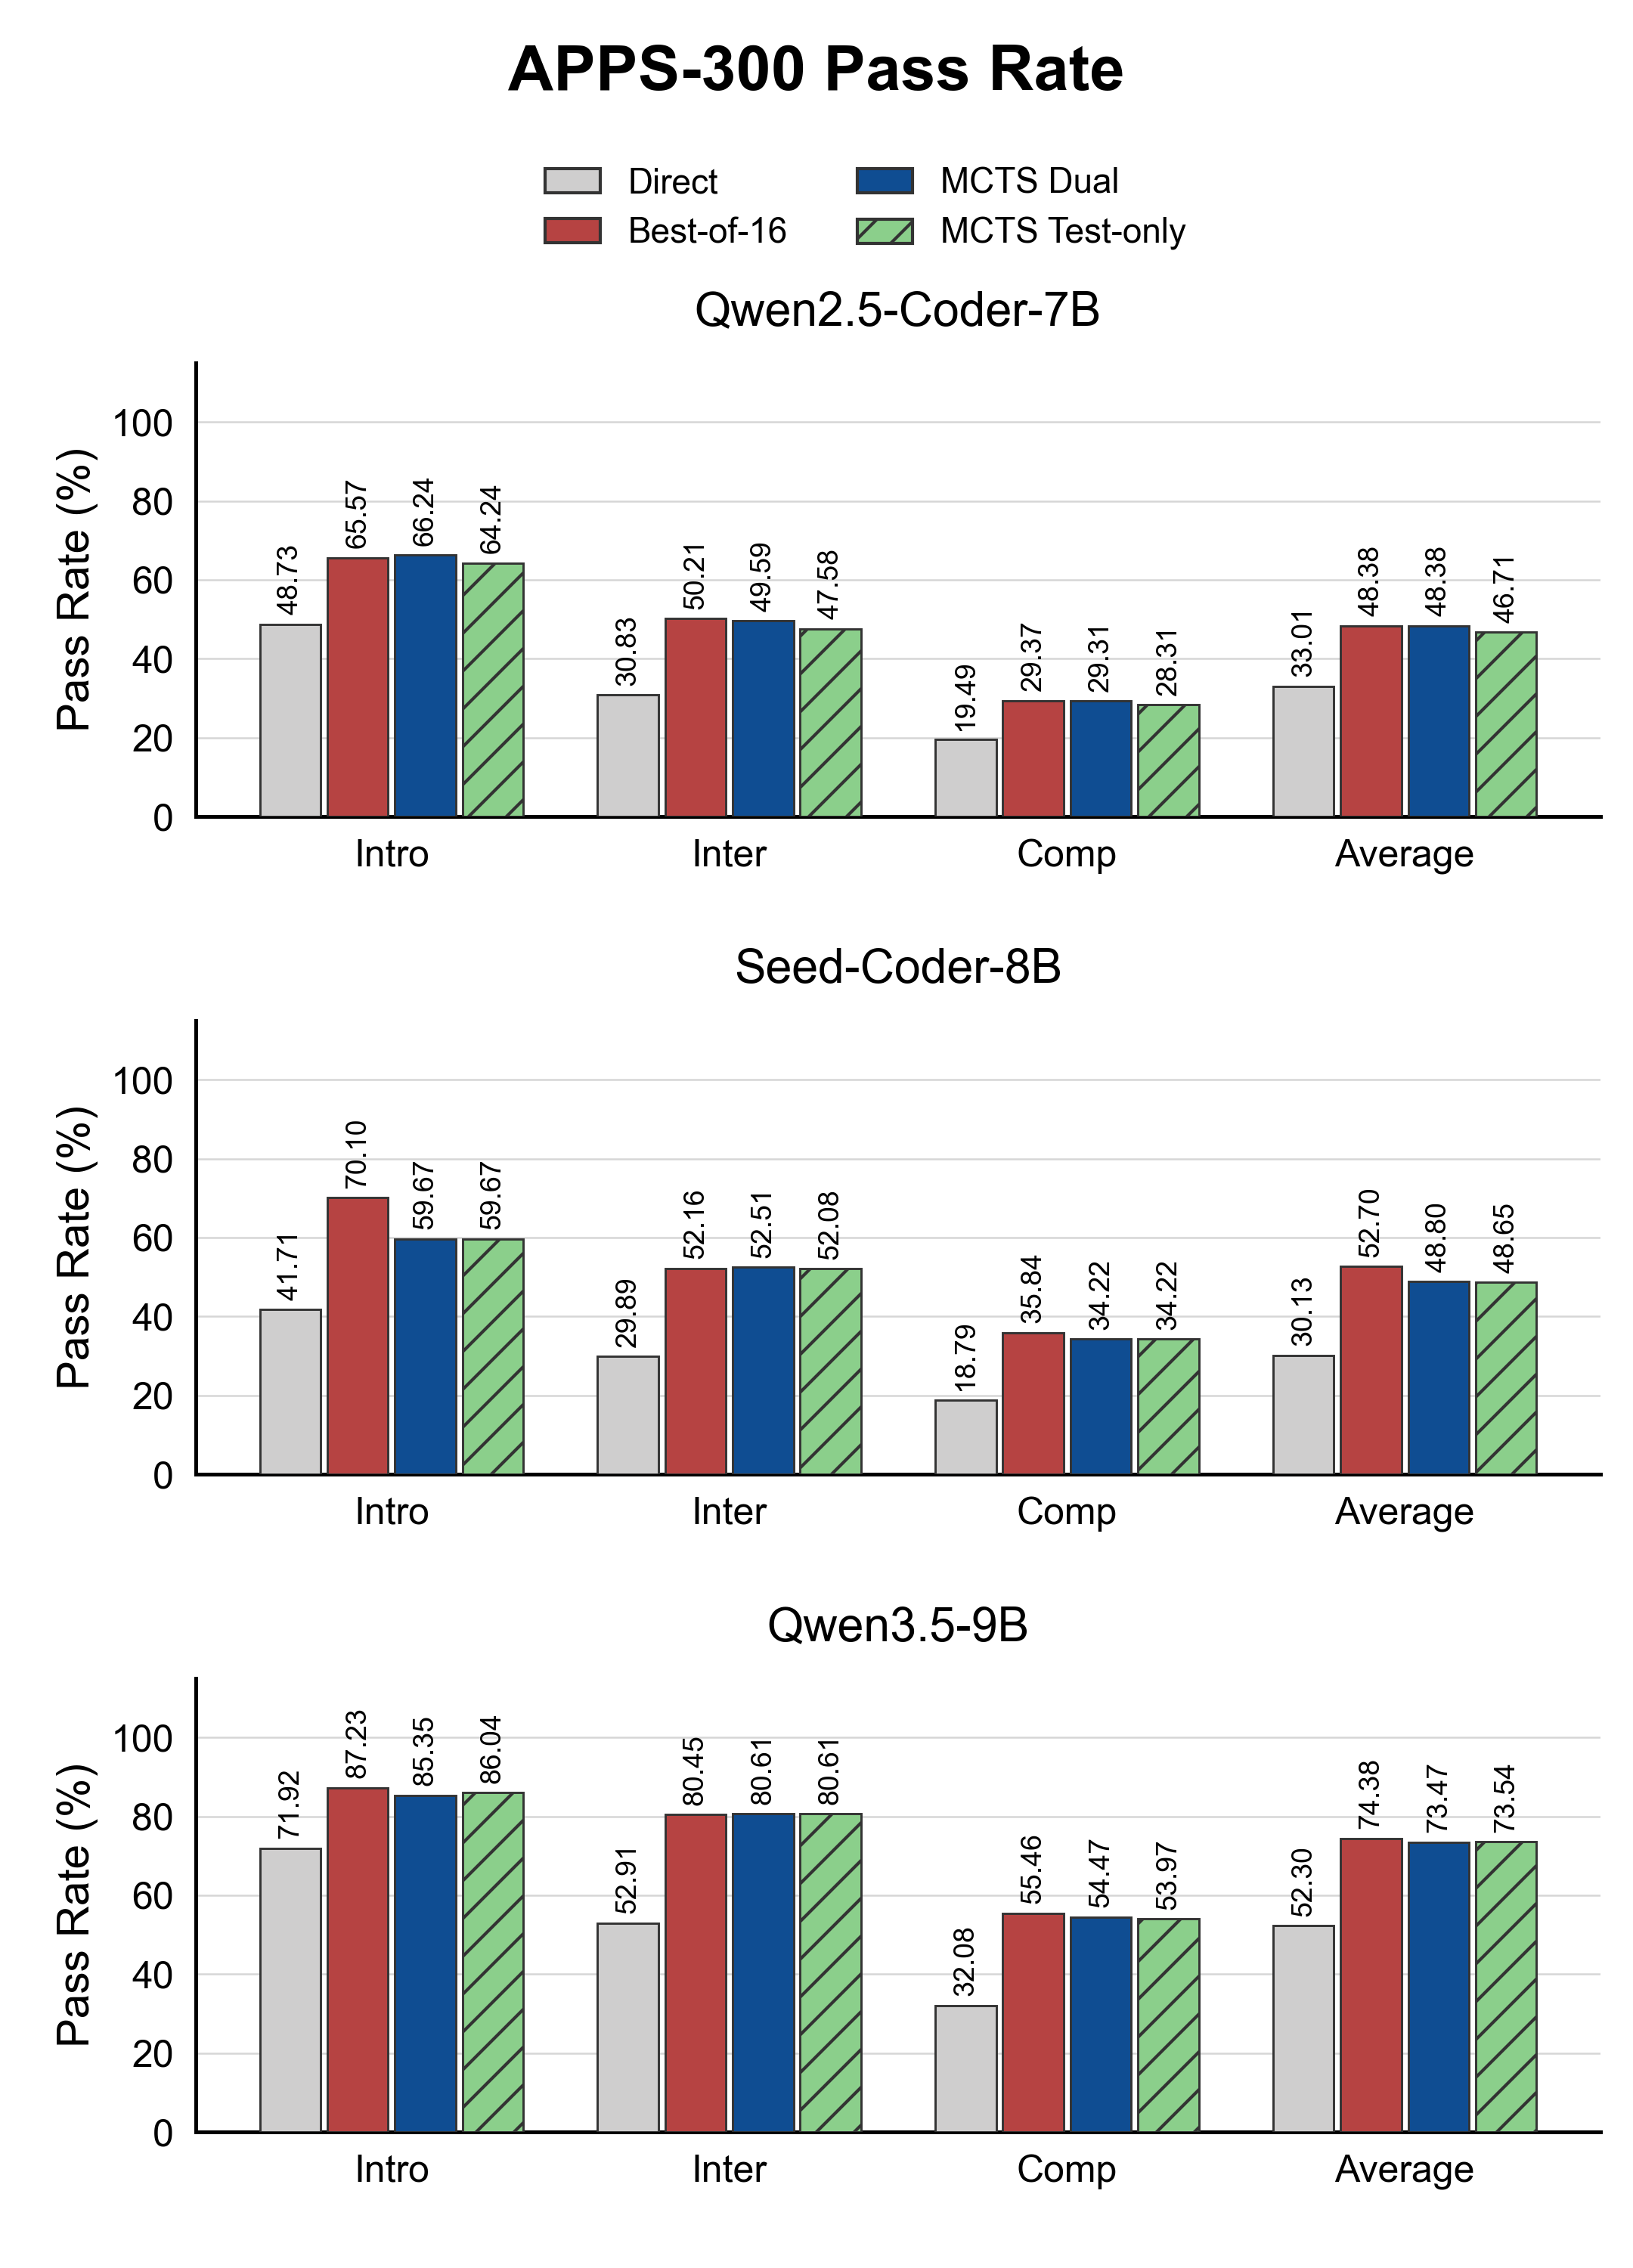 APPS-300 Pass Rate
Direct
MCTS Dual
Best-of-16
MCTS Test-only
Qwen2.5-Coder-7B
Pass Rate (%)
100
80
60
40
20
0
48.73 65.57 66.24 64.24
30.83 50.21 49.59 47.58
19.49 29.37 29.31 28.31
33.01 48.38 48.38 46.71
Intro Inter Comp Average
Seed-Coder-8B
Pass Rate (%)
100
80
60
40
20
0
41.71 70.10 59.67 59.67
29.89 52.16 52.51 52.08
18.79 35.84 34.22 34.22
30.13 52.70 48.80 48.65
Intro Inter Comp Average
Qwen3.5-9B
Pass Rate (%)
100
80
60
40
20
0
71.92 87.23 85.35 86.04
52.91 80.45 80.61 80.61
32.08 55.46 54.47 53.97
52.30 74.38 73.47 73.54
Intro Inter Comp Average